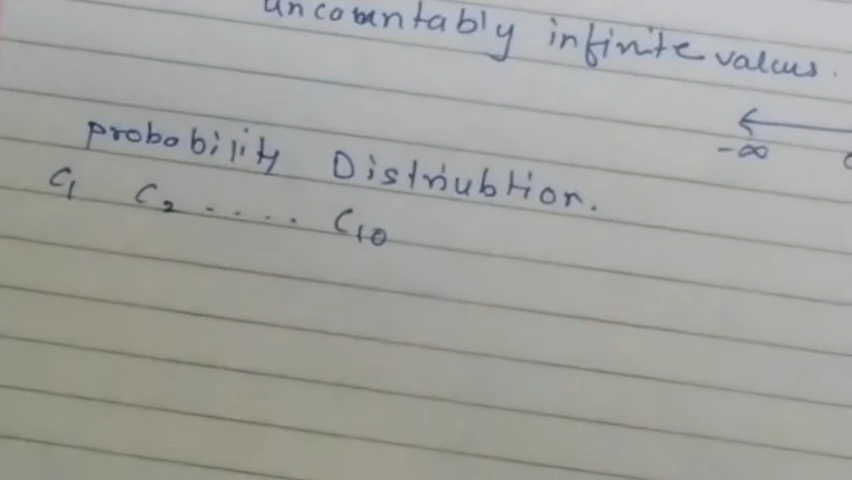 uncountably infinite values.
-∞
probability Distriubtion.
C1 C2 ..... C10